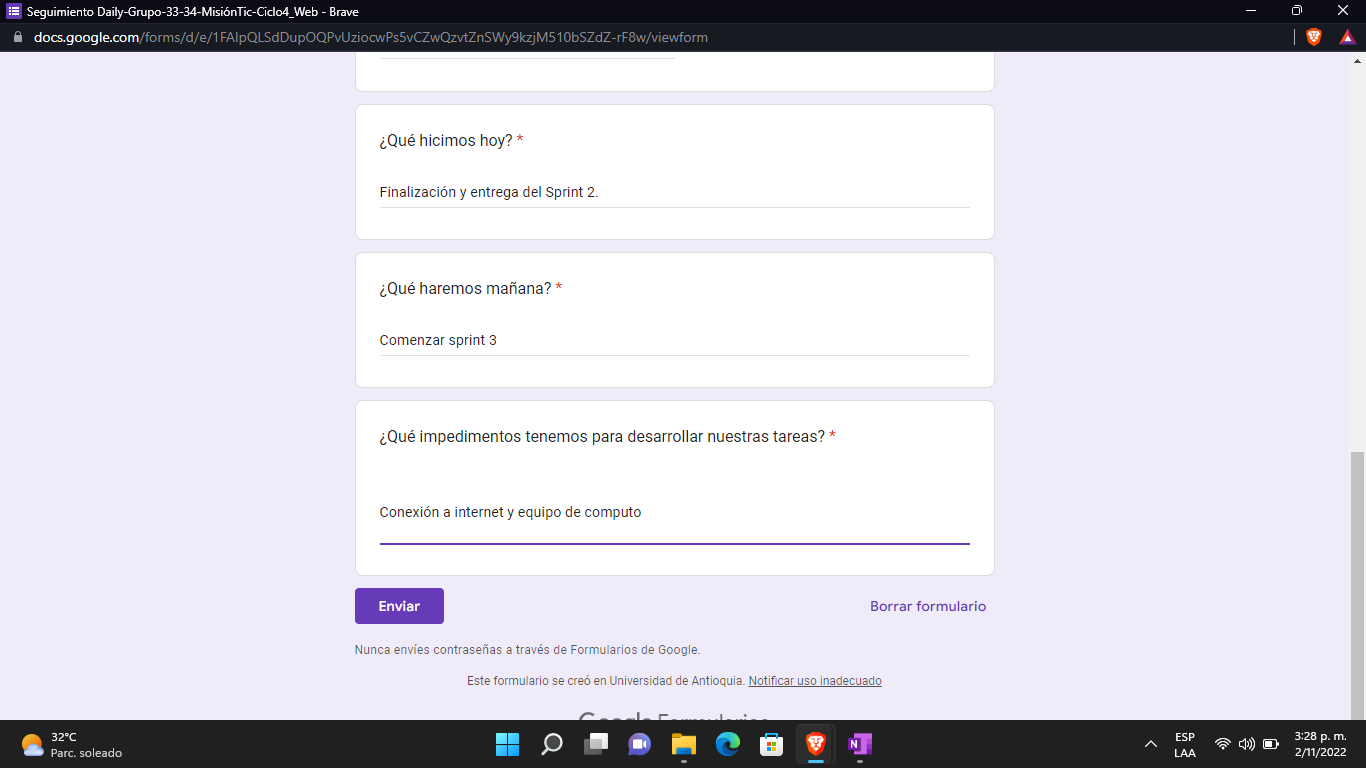 Seguimiento Daily-Grupo-33-34-MisiónTic-Ciclo4_Web - Brave
docs.google.com/forms/d/e/1FAIpQLSdDupOQPvUziocwPs5vCZwQzvtZnSWy9kzjM510bSZdZ-rF8w/viewform
¿Qué hicimos hoy? *
Finalización y entrega del Sprint 2.
¿Qué haremos mañana? *
Comenzar sprint 3
¿Qué impedimentos tenemos para desarrollar nuestras tareas? *
Conexión a internet y equipo de computo
Enviar Borrar formulario
Nunca envíes contraseñas a través de Formularios de Google.
Este formulario se creó en Universidad de Antioquia. Notificar uso inadecuado
Google Formularios
32°C
Parc. soleado
ESP
LAA
3:28 p. m.
2/11/2022